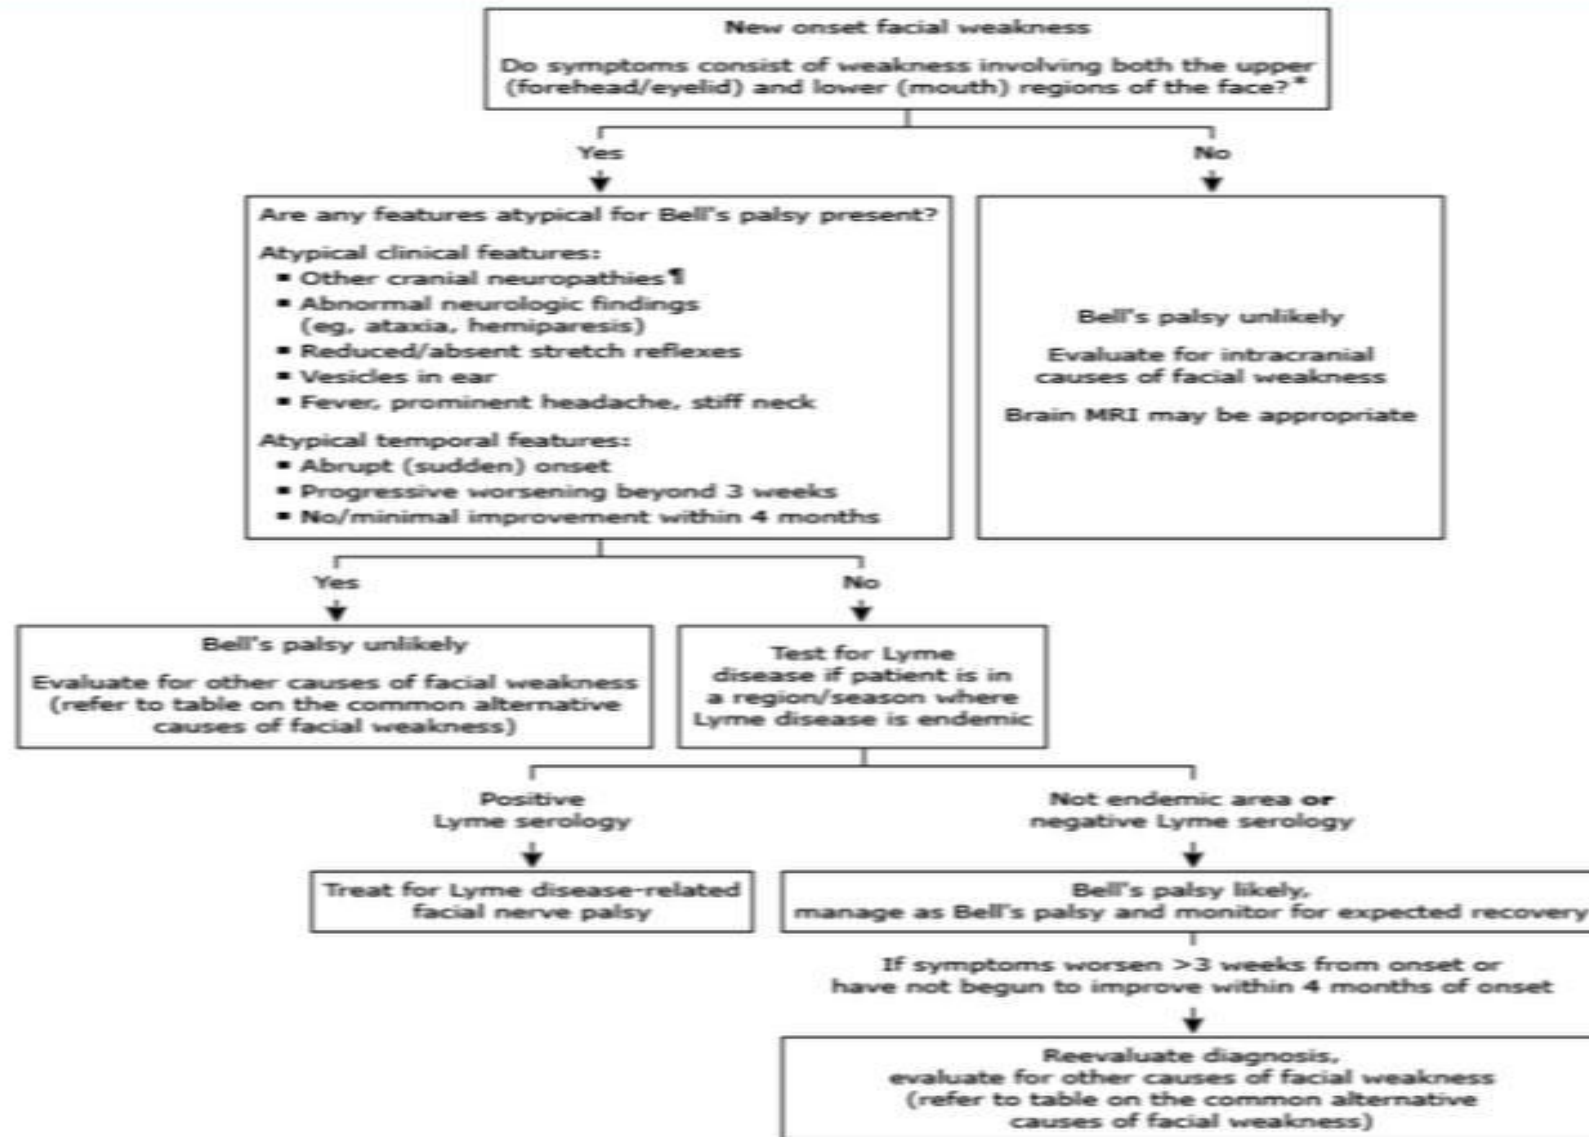 New onset facial weakness
Do symptoms consist of weakness involving both the upper
(forehead/eyelid) and lower (mouth) regions of the face?*
Yes
No
Are any features atypical for Bell's palsy present?
Atypical clinical features:
▪ Other cranial neuropathies¶
▪ Abnormal neurologic findings
(eg, ataxia, hemiparesis)
▪ Reduced/absent stretch reflexes
▪ Vesicles in ear
▪ Fever, prominent headache, stiff neck
Atypical temporal features:
▪ Abrupt (sudden) onset
▪ Progressive worsening beyond 3 weeks
▪ No/minimal improvement within 4 months
Bell's palsy unlikely
Evaluate for intracranial
causes of facial weakness
Brain MRI may be appropriate
Yes
No
Bell's palsy unlikely
Evaluate for other causes of facial weakness
(refer to table on the common alternative
causes of facial weakness)
Test for Lyme
disease if patient is in
a region/season where
Lyme disease is endemic
Positive
Lyme serology
Not endemic area or
negative Lyme serology
Treat for Lyme disease-related
facial nerve palsy
Bell's palsy likely,
manage as Bell's palsy and monitor for expected recovery
If symptoms worsen >3 weeks from onset or
have not begun to improve within 4 months of onset
Reevaluate diagnosis,
evaluate for other causes of facial weakness
(refer to table on the common alternative
causes of facial weakness)